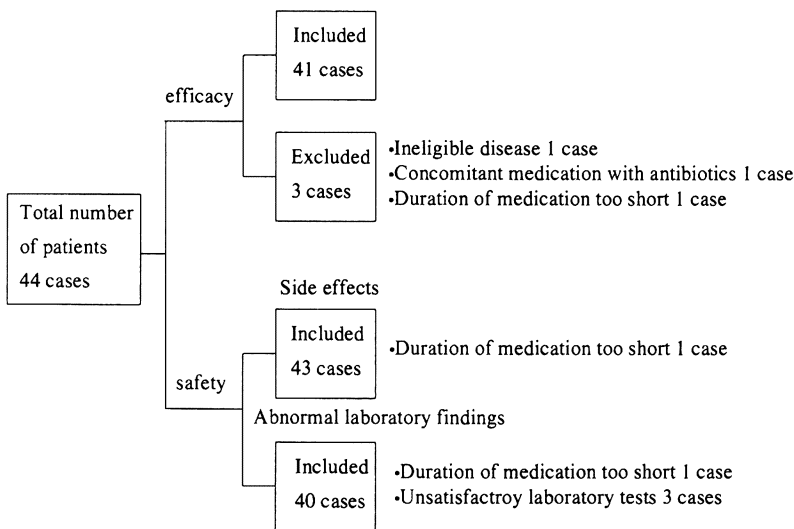 Total number
of patients
44 cases
efficacy
Included
41 cases
Excluded
3 cases
•Ineligible disease 1 case
•Concomitant medication with antibiotics 1 case
•Duration of medication too short 1 case
safety
Side effects
Included
43 cases
•Duration of medication too short 1 case
Abnormal laboratory findings
Included
40 cases
•Duration of medication too short 1 case
•Unsatisfactroy laboratory tests 3 cases